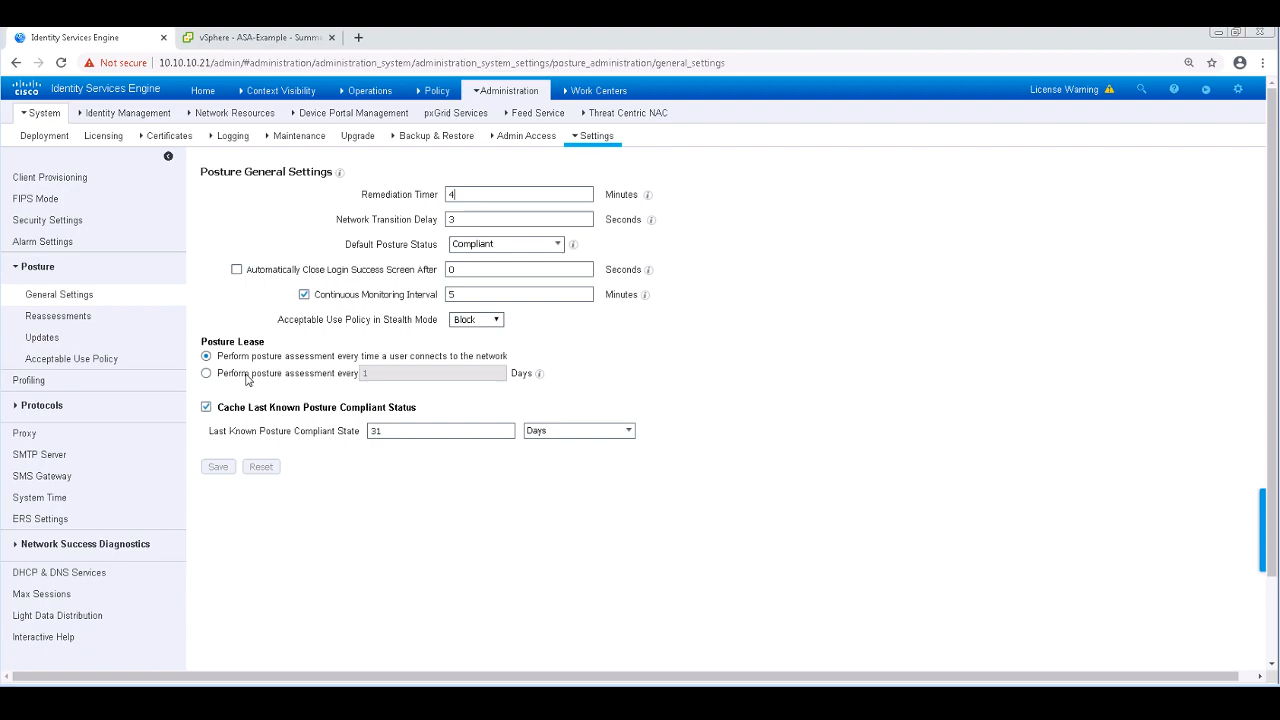 Identity Services Engine
vSphere - ASA-Example - Summ
Not secure 10.10.10.21/admin/#administration/administration_system/administration_system_settings/posture_administration/general_settings
cisco Identity Services Engine Home Context Visibility Operations Policy Administration Work Centers License Warning
System Identity Management Network Resources Device Portal Management pxGrid Services Feed Service Threat Centric NAC
Deployment Licensing Certificates Logging Maintenance Upgrade Backup & Restore Admin Access Settings
Client Provisioning
FIPS Mode
Security Settings
Alarm Settings
Posture
General Settings
Reassessments
Updates
Acceptable Use Policy
Profiling
Protocols
Proxy
SMTP Server
SMS Gateway
System Time
ERS Settings
Network Success Diagnostics
DHCP & DNS Services
Max Sessions
Light Data Distribution
Interactive Help
Posture General Settings
Remediation Timer 4 Minutes
Network Transition Delay 3 Seconds
Default Posture Status Compliant
Automatically Close Login Success Screen After 0 Seconds
Continuous Monitoring Interval 5 Minutes
Acceptable Use Policy in Stealth Mode Block
Posture Lease
Perform posture assessment every time a user connects to the network
Perform posture assessment every 1 Days
Cache Last Known Posture Compliant Status
Last Known Posture Compliant State 31 Days
Save Reset